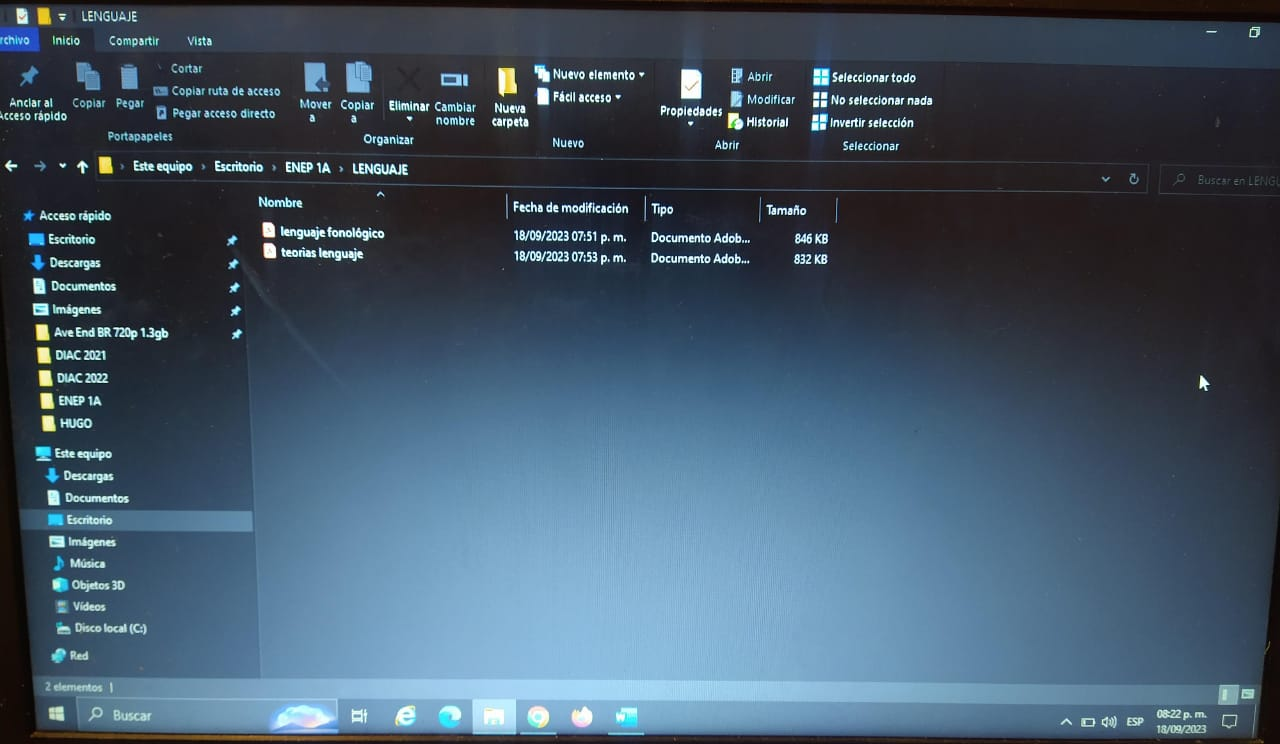 LENGUAJE
rchivo Inicio Compartir Vista
Anclar al Acceso rápido
Copiar
Pegar
Cortar
Copiar ruta de acceso
Pegar acceso directo
Portapapeles
Mover a
Copiar a
Eliminar
Cambiar nombre
Organizar
Nueva carpeta
Nuevo elemento
Fácil acceso
Nuevo
Propiedades
Abrir
Modificar
Historial
Abrir
Seleccionar todo
No seleccionar nada
Invertir selección
Seleccionar
Este equipo › Escritorio › ENEP 1A › LENGUAJE
Buscar en LENGU
Nombre Fecha de modificación Tipo Tamaño
lenguaje fonológico 18/09/2023 07:51 p. m. Documento Adob... 846 KB
teorias lenguaje 18/09/2023 07:53 p. m. Documento Adob... 832 KB
Acceso rápido
Escritorio
Descargas
Documentos
Imágenes
Ave End BR 720p 1.3gb
DIAC 2021
DIAC 2022
ENEP 1A
HUGO
Este equipo
Descargas
Documentos
Escritorio
Imágenes
Música
Objetos 3D
Vídeos
Disco local (C:)
Red
2 elementos
Buscar
ESP
08:22 p. m.
18/09/2023